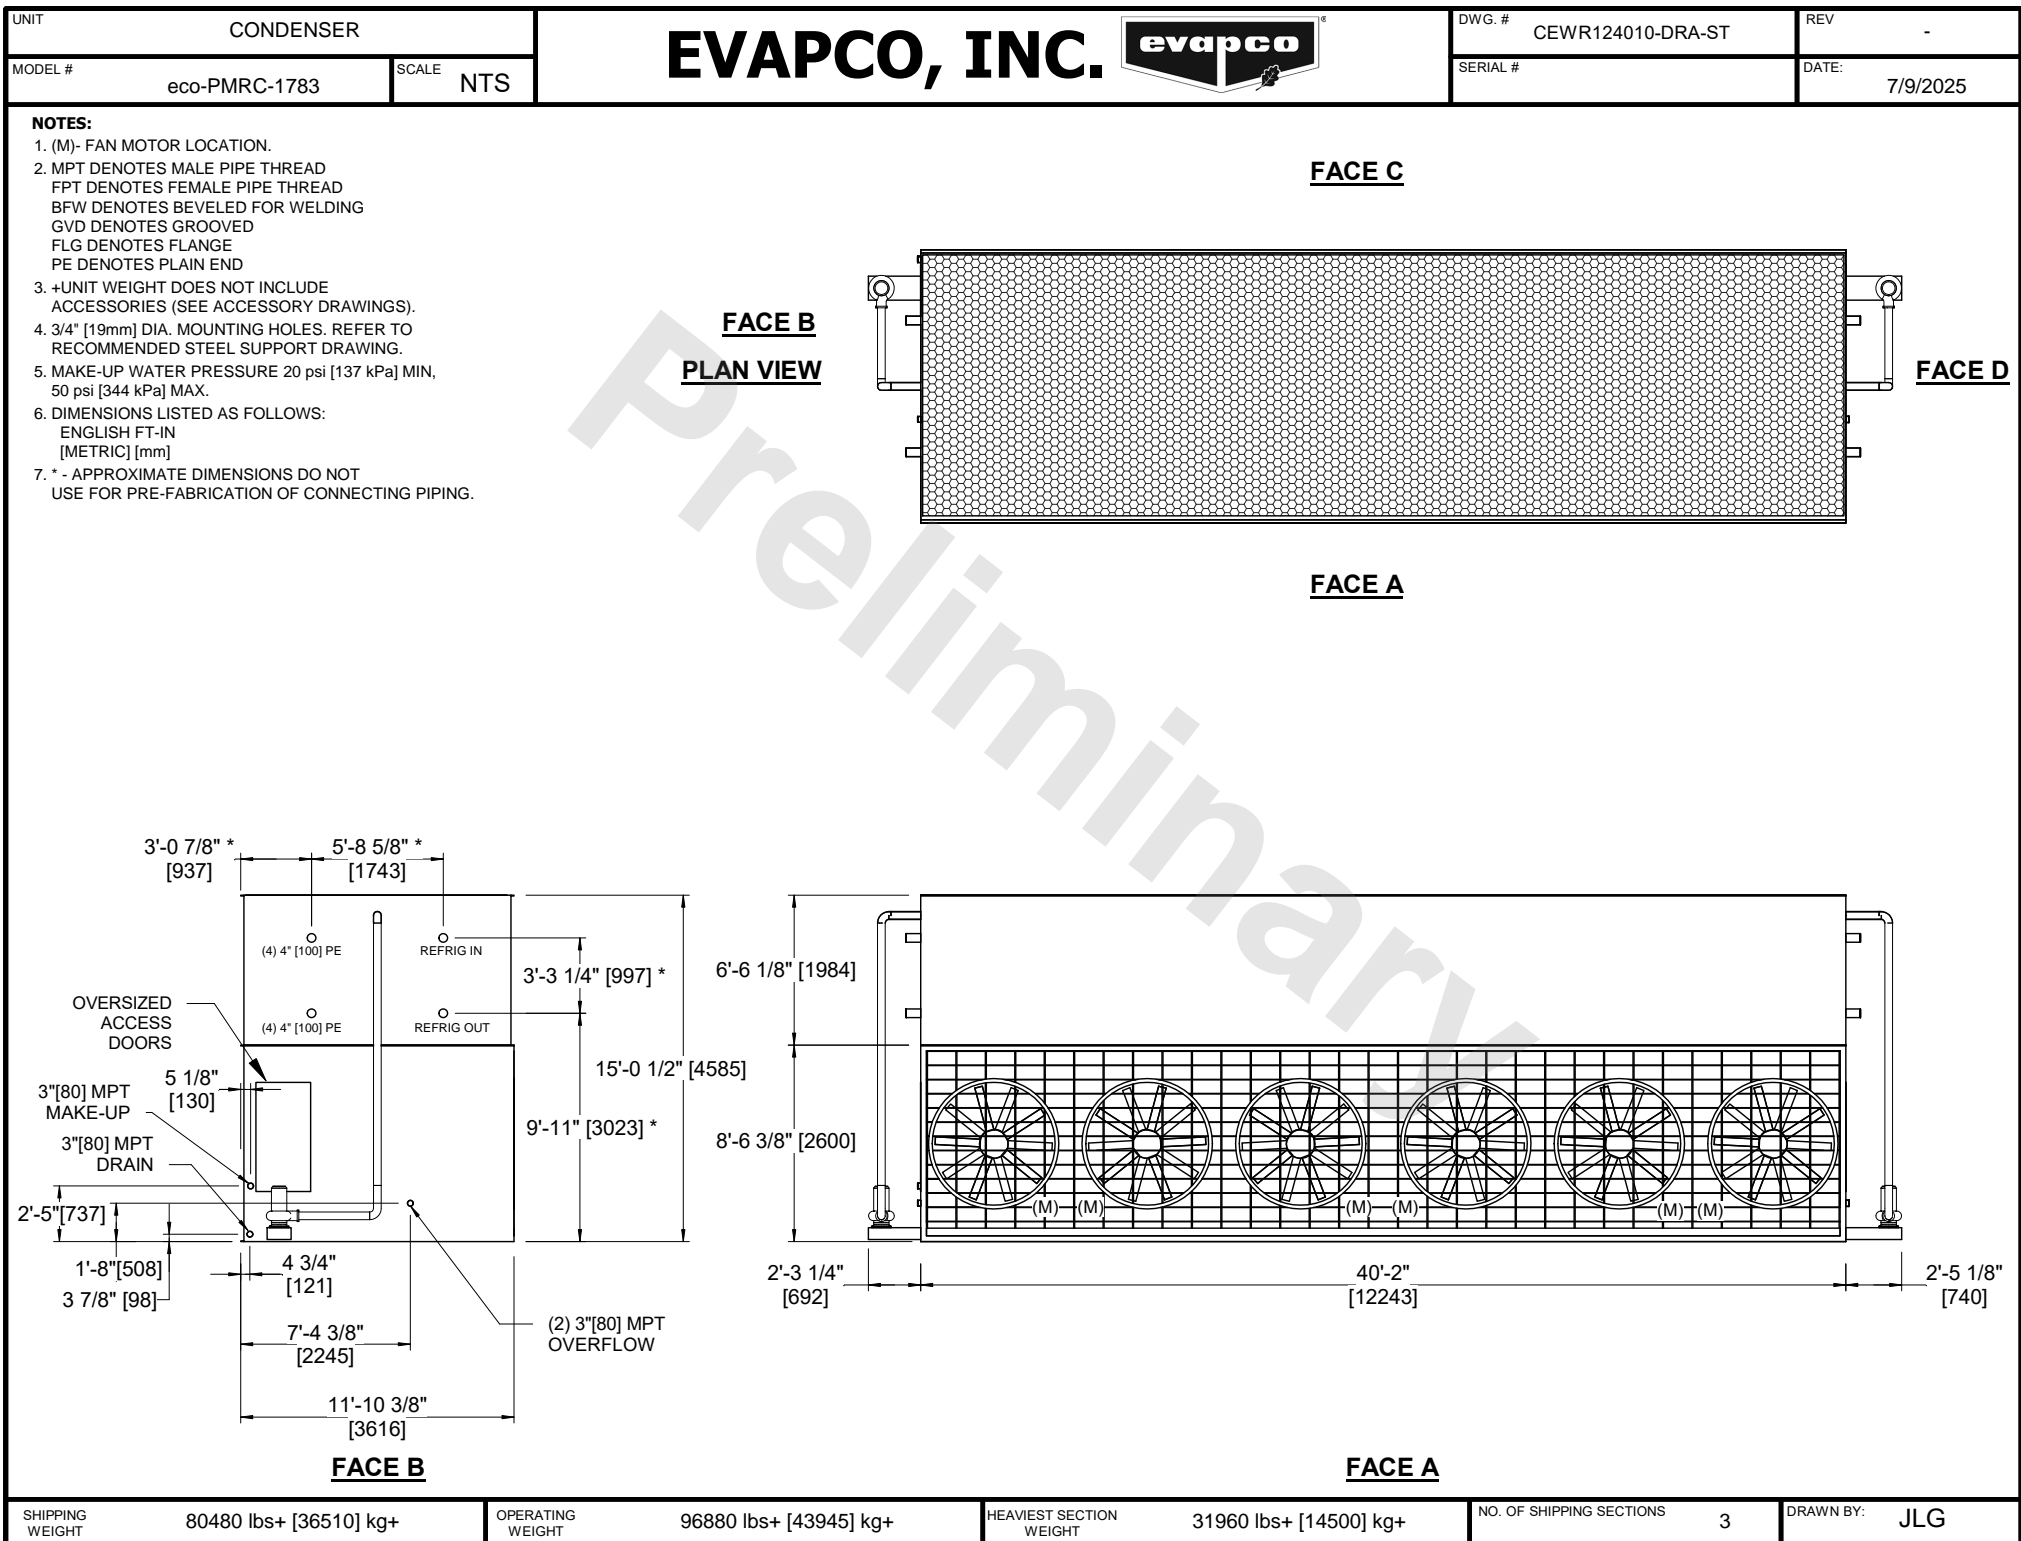 UNIT
CONDENSER
MODEL #
eco-PMRC-1783
SCALE
NTS
EVAPCO, INC.
evapco
®
DWG. #
CEWR124010-DRA-ST
REV
-
SERIAL #
DATE:
7/9/2025
NOTES:
1. (M)- FAN MOTOR LOCATION.
2. MPT DENOTES MALE PIPE THREAD
FPT DENOTES FEMALE PIPE THREAD
BFW DENOTES BEVELED FOR WELDING
GVD DENOTES GROOVED
FLG DENOTES FLANGE
PE DENOTES PLAIN END
3. +UNIT WEIGHT DOES NOT INCLUDE
ACCESSORIES (SEE ACCESSORY DRAWINGS).
4. 3/4" [19mm] DIA. MOUNTING HOLES. REFER TO
RECOMMENDED STEEL SUPPORT DRAWING.
5. MAKE-UP WATER PRESSURE 20 psi [137 kPa] MIN,
50 psi [344 kPa] MAX.
6. DIMENSIONS LISTED AS FOLLOWS:
ENGLISH FT-IN
[METRIC] [mm]
7. * - APPROXIMATE DIMENSIONS DO NOT
USE FOR PRE-FABRICATION OF CONNECTING PIPING.
FACE C
FACE B
PLAN VIEW
FACE D
FACE A
Preliminary
3'-0 7/8" *
[937]
5'-8 5/8" *
[1743]
(4) 4" [100] PE
REFRIG IN
(4) 4" [100] PE
REFRIG OUT
3'-3 1/4" [997] *
OVERSIZED
ACCESS
DOORS
15'-0 1/2" [4585]
5 1/8"
[130]
3"[80] MPT
MAKE-UP
3"[80] MPT
DRAIN
9'-11" [3023] *
2'-5"[737]
1'-8"[508]
3 7/8" [98]
4 3/4"
[121]
7'-4 3/8"
[2245]
(2) 3"[80] MPT
OVERFLOW
11'-10 3/8"
[3616]
FACE B
6'-6 1/8" [1984]
8'-6 3/8" [2600]
(M) (M) (M) (M) (M) (M)
2'-3 1/4"
[692]
40'-2"
[12243]
2'-5 1/8"
[740]
FACE A
SHIPPING
WEIGHT
80480 lbs+ [36510] kg+
OPERATING
WEIGHT
96880 lbs+ [43945] kg+
HEAVIEST SECTION
WEIGHT
31960 lbs+ [14500] kg+
NO. OF SHIPPING SECTIONS
3
DRAWN BY:
JLG